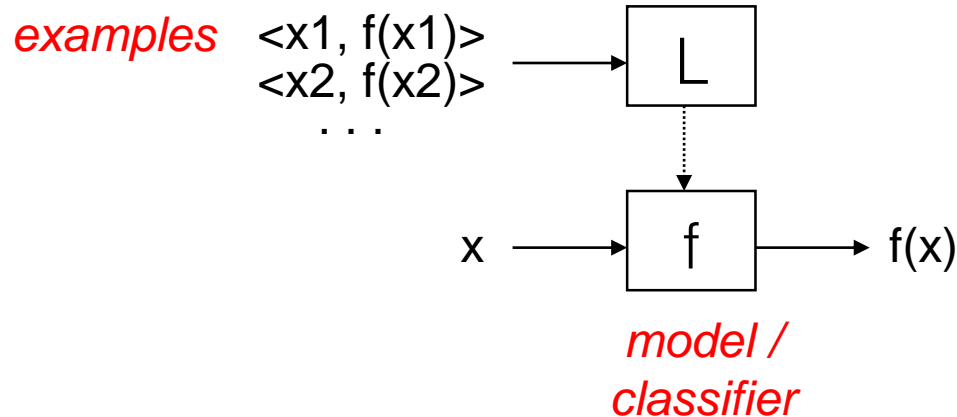 examples <x1, f(x1)>
<x2, f(x2)>
. . .
L
x
f
f(x)
model /
classifier